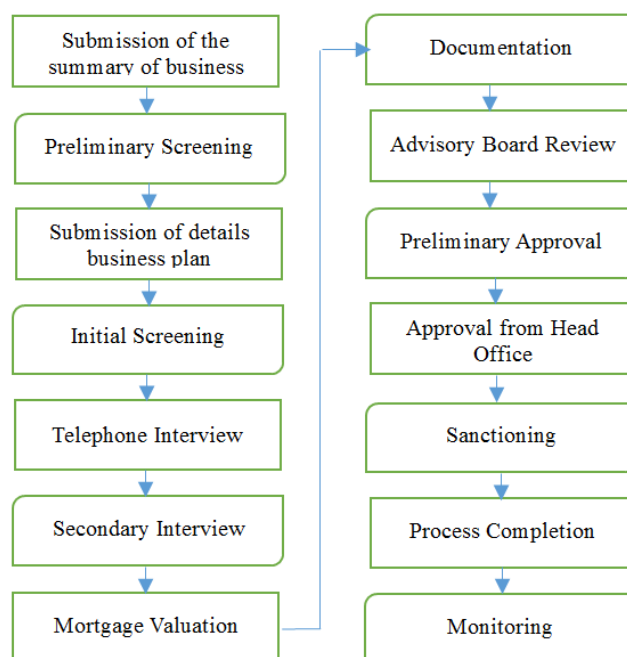 Submission of the
summary of business
Preliminary Screening
Submission of details
business plan
Initial Screening
Telephone Interview
Secondary Interview
Mortgage Valuation
Documentation
Advisory Board Review
Preliminary Approval
Approval from Head
Office
Sanctioning
Process Completion
Monitoring